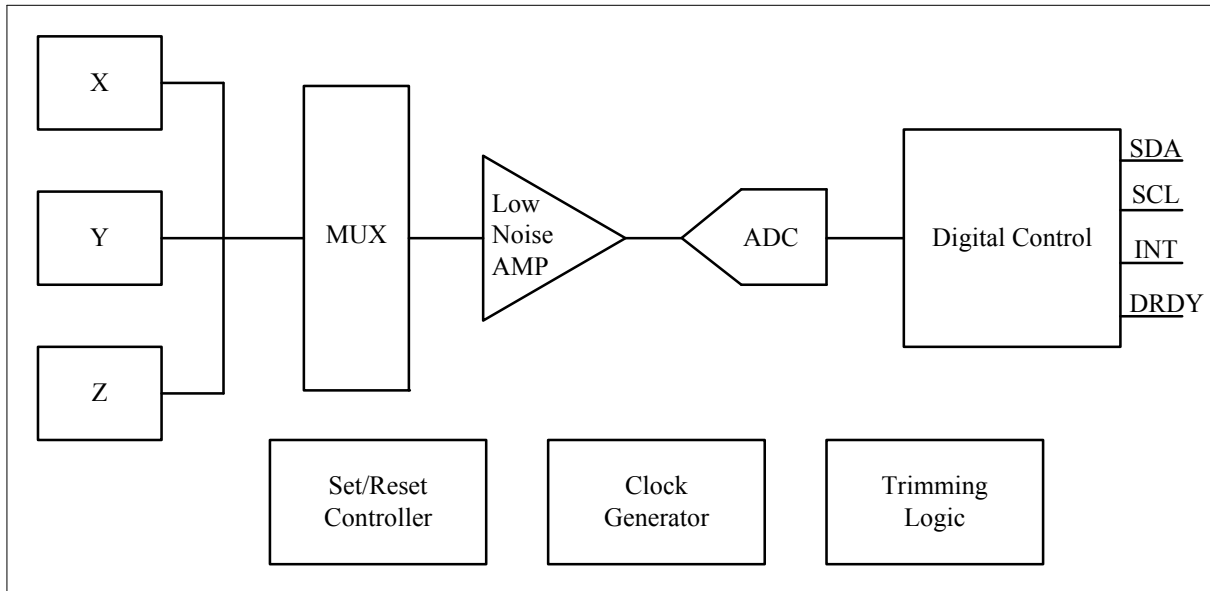 X
Y
Z
MUX
Low
Noise
AMP
ADC
Digital Control
SDA
SCL
INT
DRDY
Set/Reset
Controller
Clock
Generator
Trimming
Logic